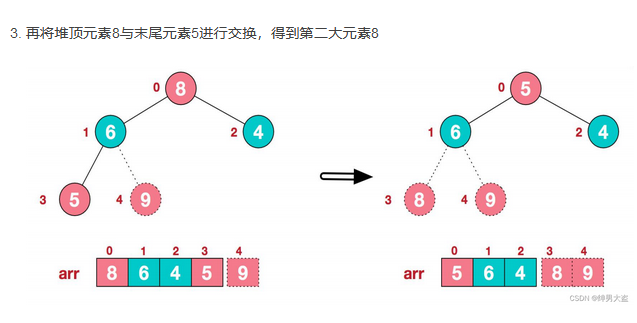 3. 再将堆顶元素8与末尾元素5进行交换，得到第二大元素8
0 8 0 5
1 6 2 4 1 6 2 4
3 5 4 9 3 8 4 9
0 1 2 3 4 0 1 2 3 4
arr 8 6 4 5 9 arr 5 6 4 8 9
CSDN @帅男大盗